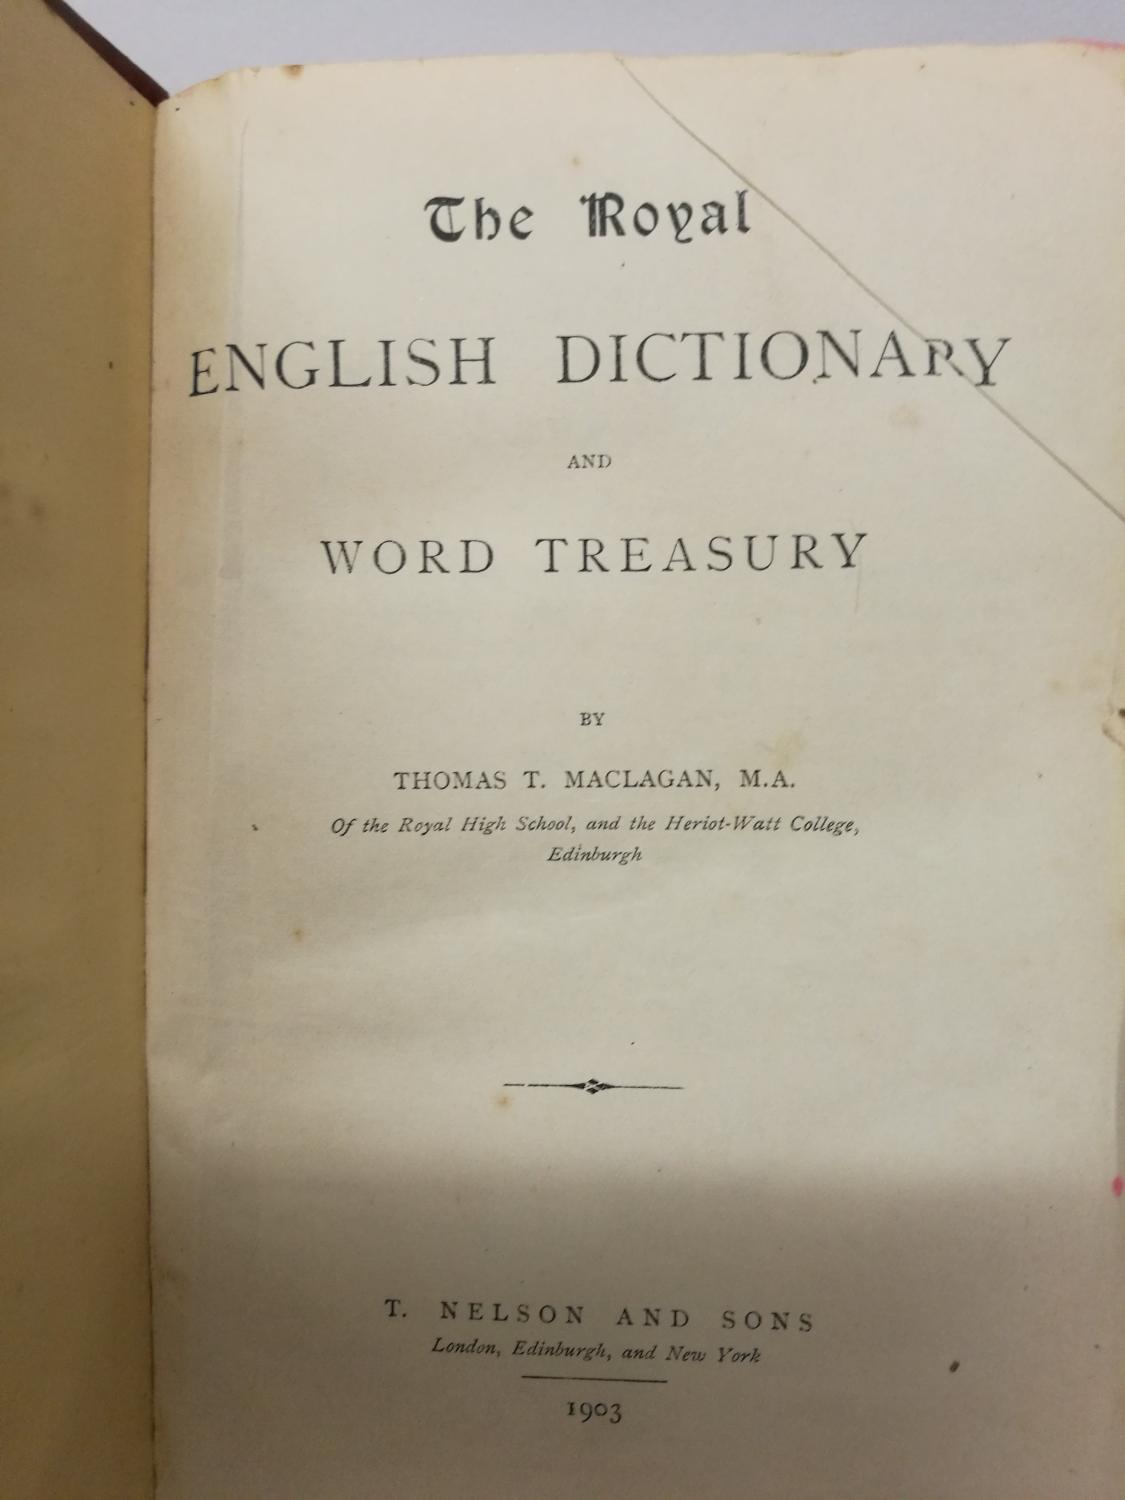 The Royal
ENGLISH DICTIONARY
AND
WORD TREASURY
BY
THOMAS T. MACLAGAN, M.A.
Of the Royal High School, and the Heriot-Watt College,
Edinburgh
T. NELSON AND SONS
London, Edinburgh, and New York
1903